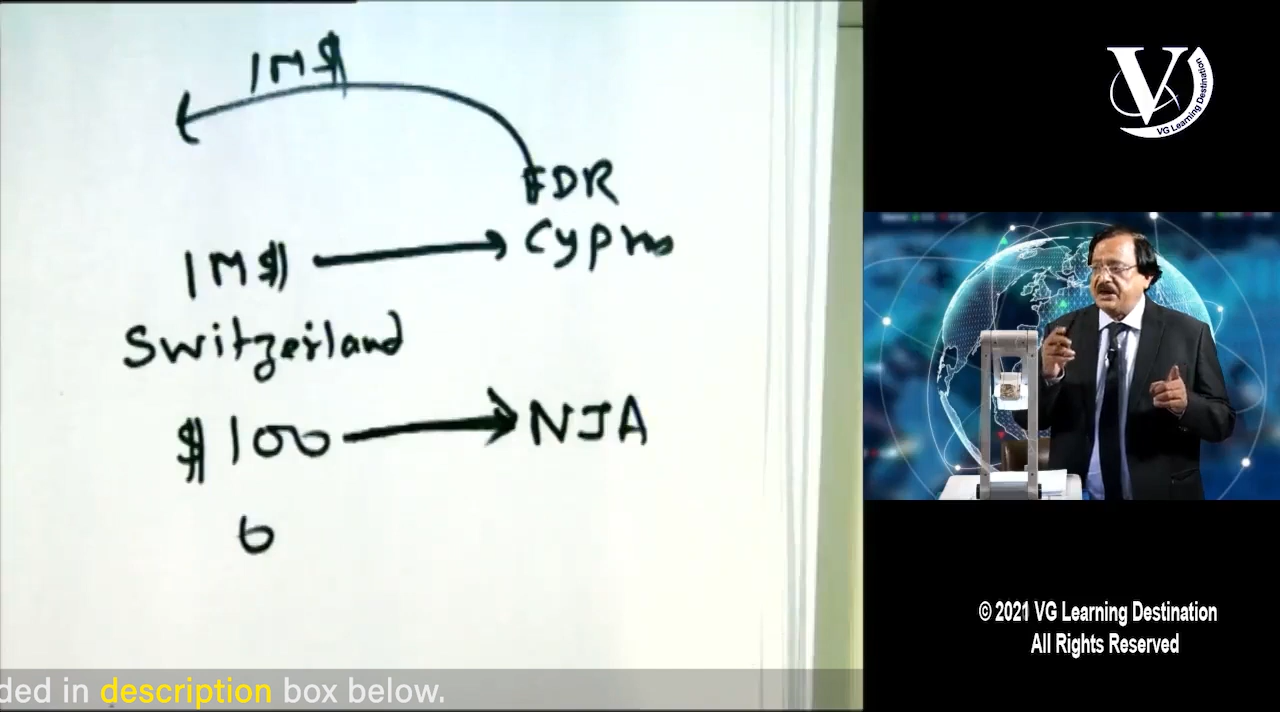 1M$
FDR
1M$ → Cyprus
Switzerland
$100 → NJA
6
V
VG Learning Destination
© 2021 VG Learning Destination
All Rights Reserved
ded in description box below.